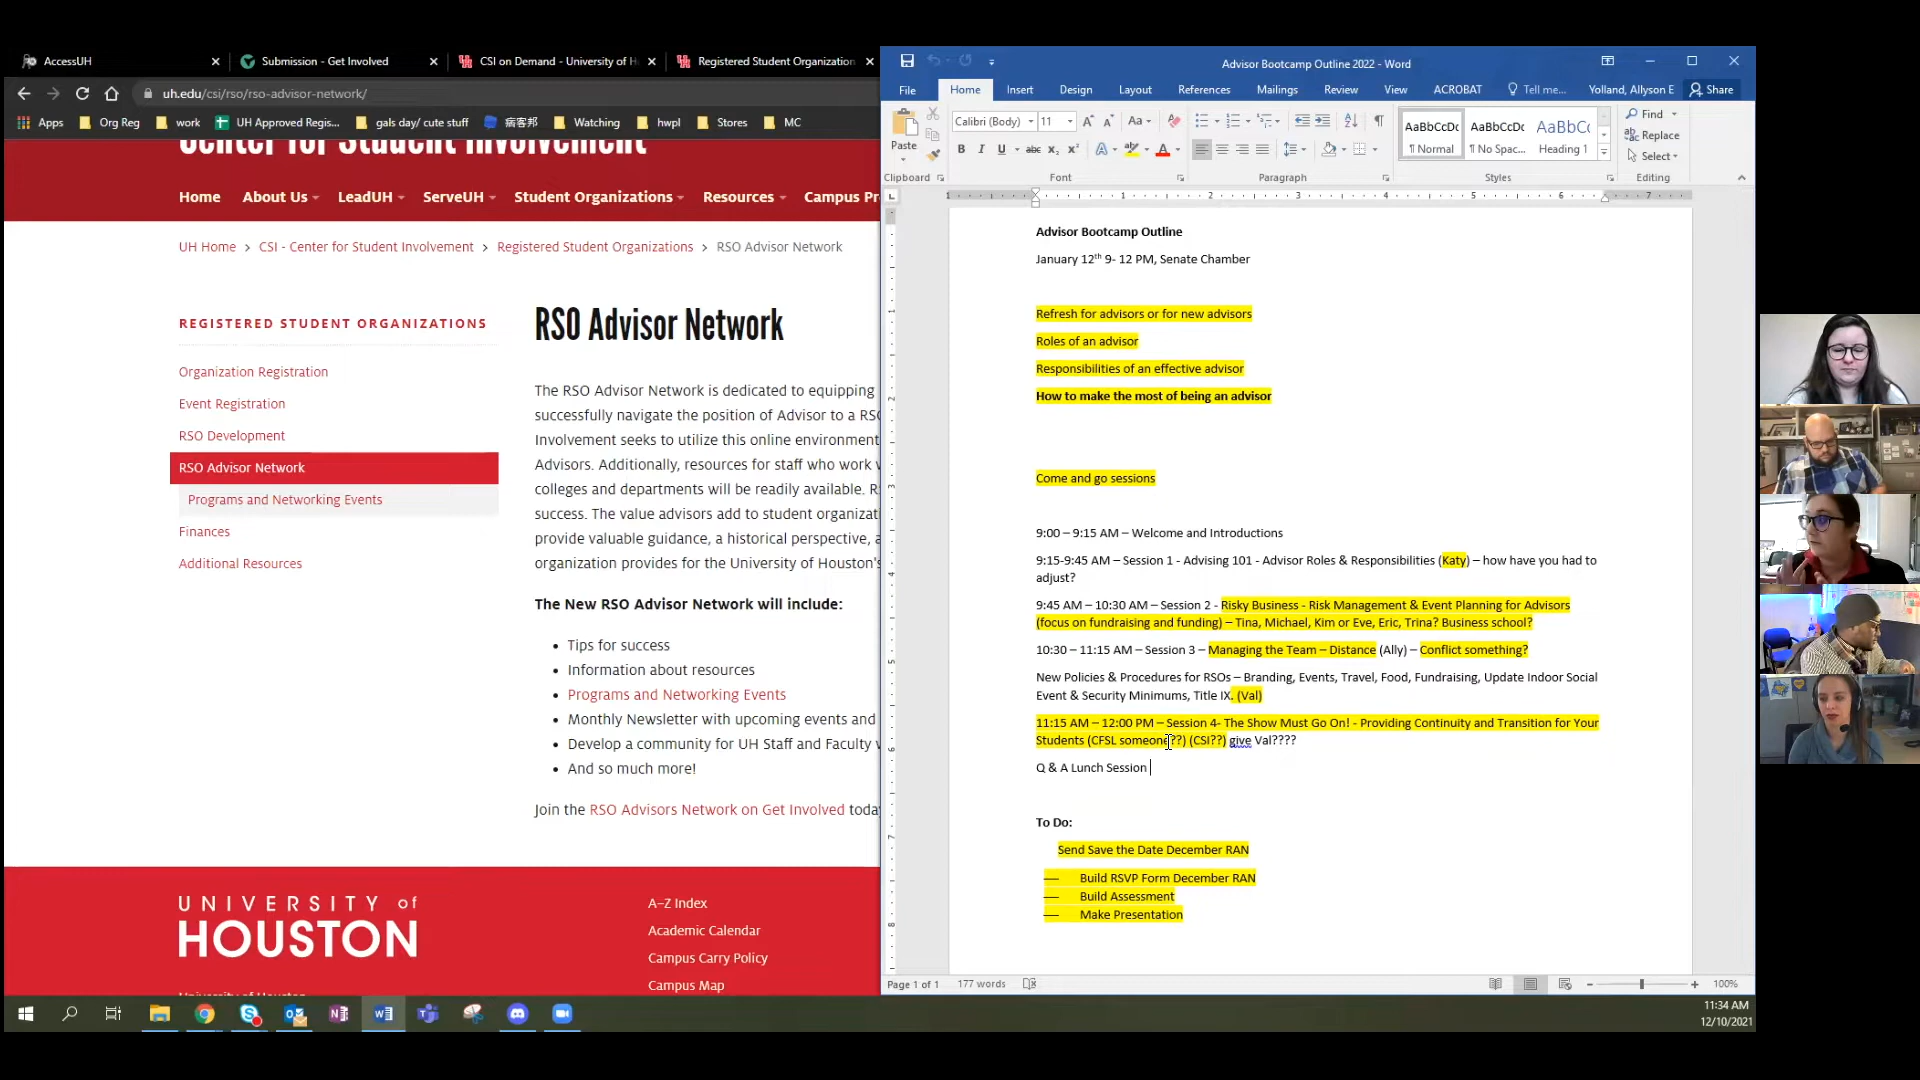 AccessUH
Submission - Get Involved
CSI on Demand - University of H
Registered Student Organization
uh.edu/csi/rso/rso-advisor-network/
Apps
Org Reg
work
UH Approved Regis...
gals day/ cute stuff
痞客邦
Watching
hwpl
Stores
MC
Center for Student Involvement
Home
About Us
LeadUH
ServeUH
Student Organizations
Resources
Campus Pr
UH Home > CSI - Center for Student Involvement > Registered Student Organizations > RSO Advisor Network
REGISTERED STUDENT ORGANIZATIONS
Organization Registration
Event Registration
RSO Development
RSO Advisor Network
Programs and Networking Events
Finances
Additional Resources
RSO Advisor Network
The RSO Advisor Network is dedicated to equipping
successfully navigate the position of Advisor to a RSO
Involvement seeks to utilize this online environment
Advisors. Additionally, resources for staff who work
colleges and departments will be readily available.
success. The value advisors add to student organizat
provide valuable guidance, a historical perspective, a
organization provides for the University of Houston's
The New RSO Advisor Network will include:
• Tips for success
• Information about resources
• Programs and Networking Events
• Monthly Newsletter with upcoming events and
• Develop a community for UH Staff and Faculty
• And so much more!
Join the RSO Advisors Network on Get Involved toda
UNIVERSITY of
HOUSTON
A–Z Index
Academic Calendar
Campus Carry Policy
Campus Map
Advisor Bootcamp Outline 2022 - Word
File
Home
Insert
Design
Layout
References
Mailings
Review
View
ACROBAT
Tell me...
Yolland, Allyson E
Share
Paste
Calibri (Body)
11
Clipboard
Font
Paragraph
AaBbCcDc
¶ Normal
AaBbCcDc
¶ No Spac...
AaBbCc
Heading 1
Styles
Find
Replace
Select
Editing
Advisor Bootcamp Outline
January 12th 9- 12 PM, Senate Chamber
Refresh for advisors or for new advisors
Roles of an advisor
Responsibilities of an effective advisor
How to make the most of being an advisor
Come and go sessions
9:00 – 9:15 AM – Welcome and Introductions
9:15-9:45 AM – Session 1 - Advising 101 - Advisor Roles & Responsibilities (Katy) – how have you had to
adjust?
9:45 AM – 10:30 AM – Session 2 - Risky Business - Risk Management & Event Planning for Advisors
(focus on fundraising and funding) – Tina, Michael, Kim or Eve, Eric, Trina? Business school?
10:30 – 11:15 AM – Session 3 – Managing the Team – Distance (Ally) – Conflict something?
New Policies & Procedures for RSOs – Branding, Events, Travel, Food, Fundraising, Update Indoor Social
Event & Security Minimums, Title IX. (Val)
11:15 AM – 12:00 PM – Session 4- The Show Must Go On! - Providing Continuity and Transition for Your
Students (CFSL someone??) (CSI??) give Val????
Q & A Lunch Session
To Do:
Send Save the Date December RAN
Build RSVP Form December RAN
Build Assessment
Make Presentation
Page 1 of 1
177 words
100%
11:34 AM
12/10/2021